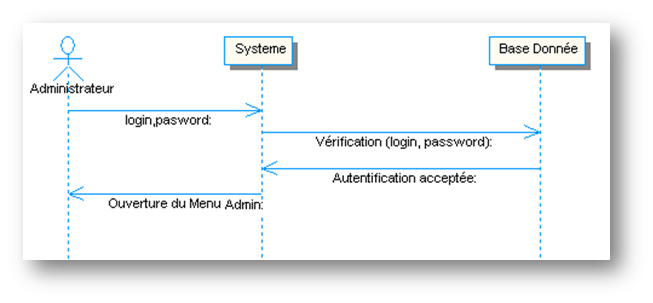 Systeme
Base Donnée
Administrateur
login,pasword:
Vérification (login, password):
Autentification acceptée:
Ouverture du Menu Admin: